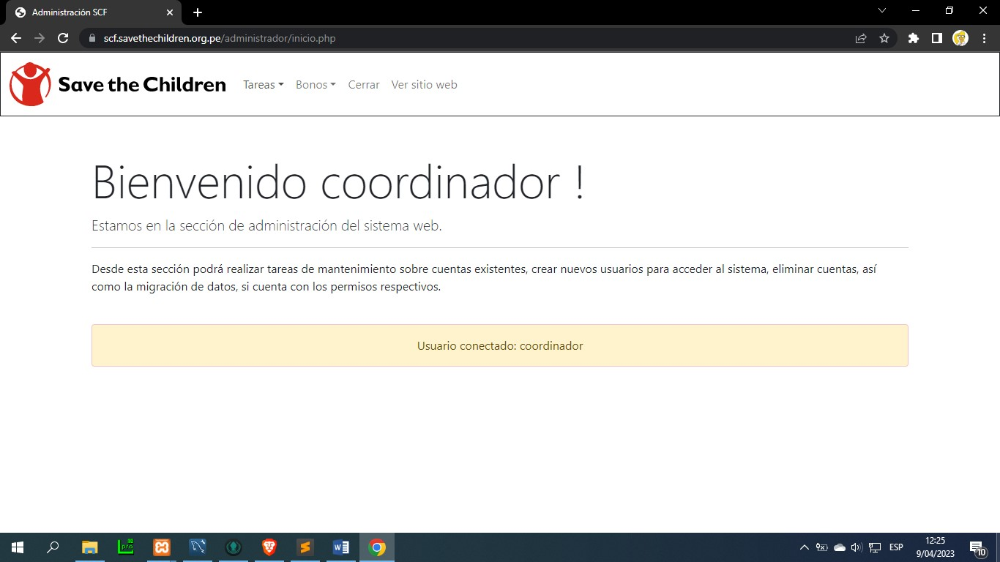 Administración SCF
scf.savethechildren.org.pe/administrador/inicio.php
Save the Children Tareas Bonos Cerrar Ver sitio web
Bienvenido coordinador !
Estamos en la sección de administración del sistema web.
Desde esta sección podrá realizar tareas de mantenimiento sobre cuentas existentes, crear nuevos usuarios para acceder al sistema, eliminar cuentas, así
como la migración de datos, si cuenta con los permisos respectivos.
Usuario conectado: coordinador
ESP
12:25
9/04/2023
10